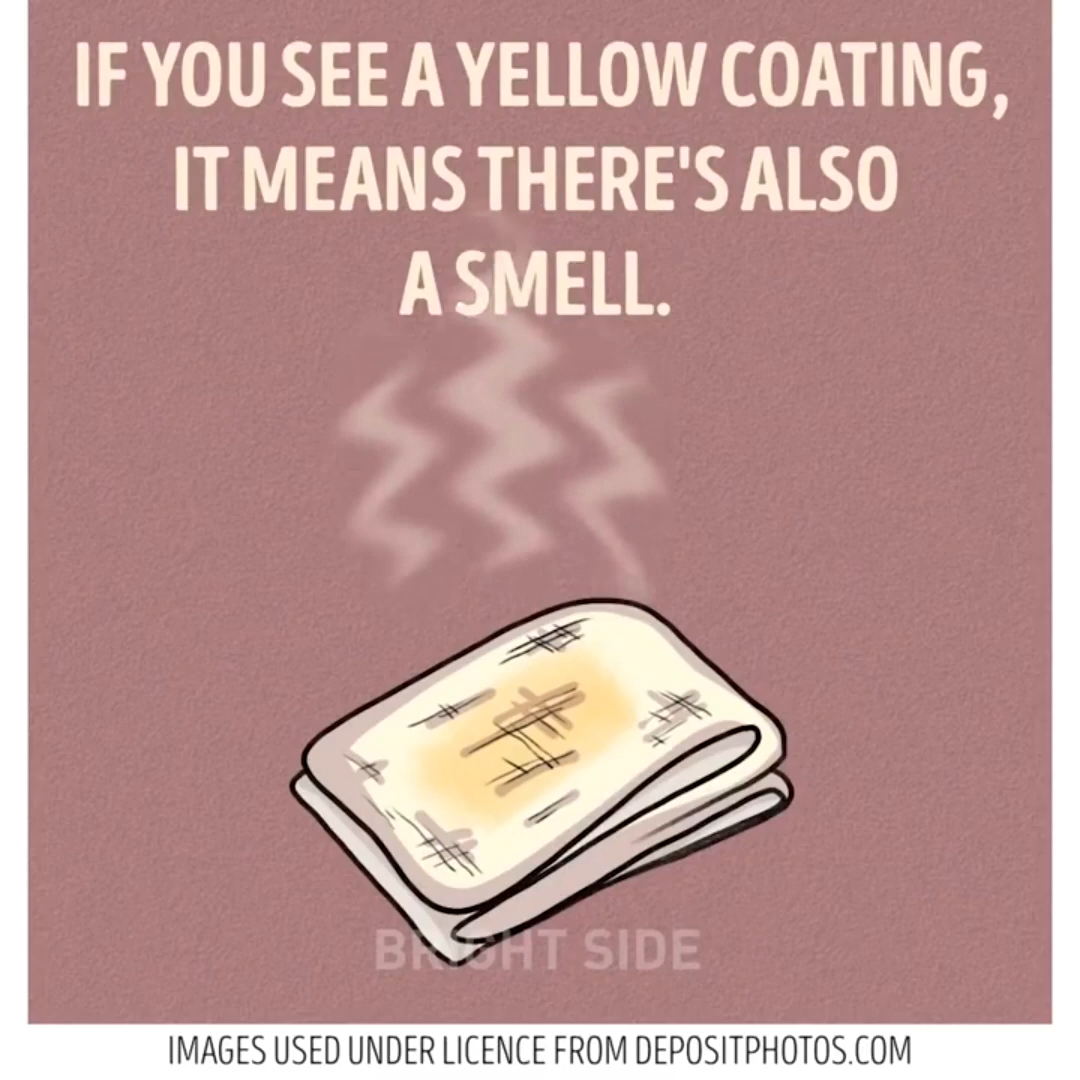 IF YOU SEE A YELLOW COATING,
IT MEANS THERE'S ALSO
A SMELL.
BRIGHT SIDE
IMAGES USED UNDER LICENCE FROM DEPOSITPHOTOS.COM